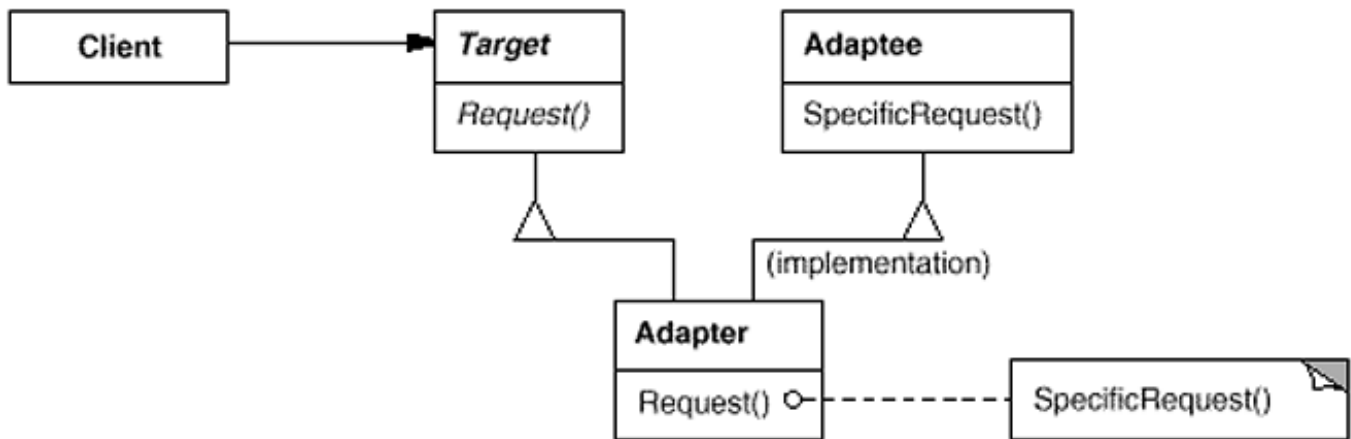 Client
Target
Request()
Adaptee
SpecificRequest()
(implementation)
Adapter
Request()
SpecificRequest()